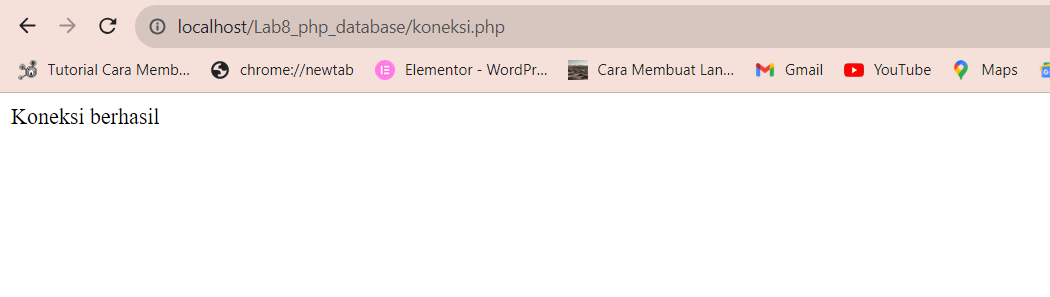 localhost/Lab8_php_database/koneksi.php
Tutorial Cara Memb... chrome://newtab Elementor - WordPr... Cara Membuat Lan... Gmail YouTube Maps
Koneksi berhasil